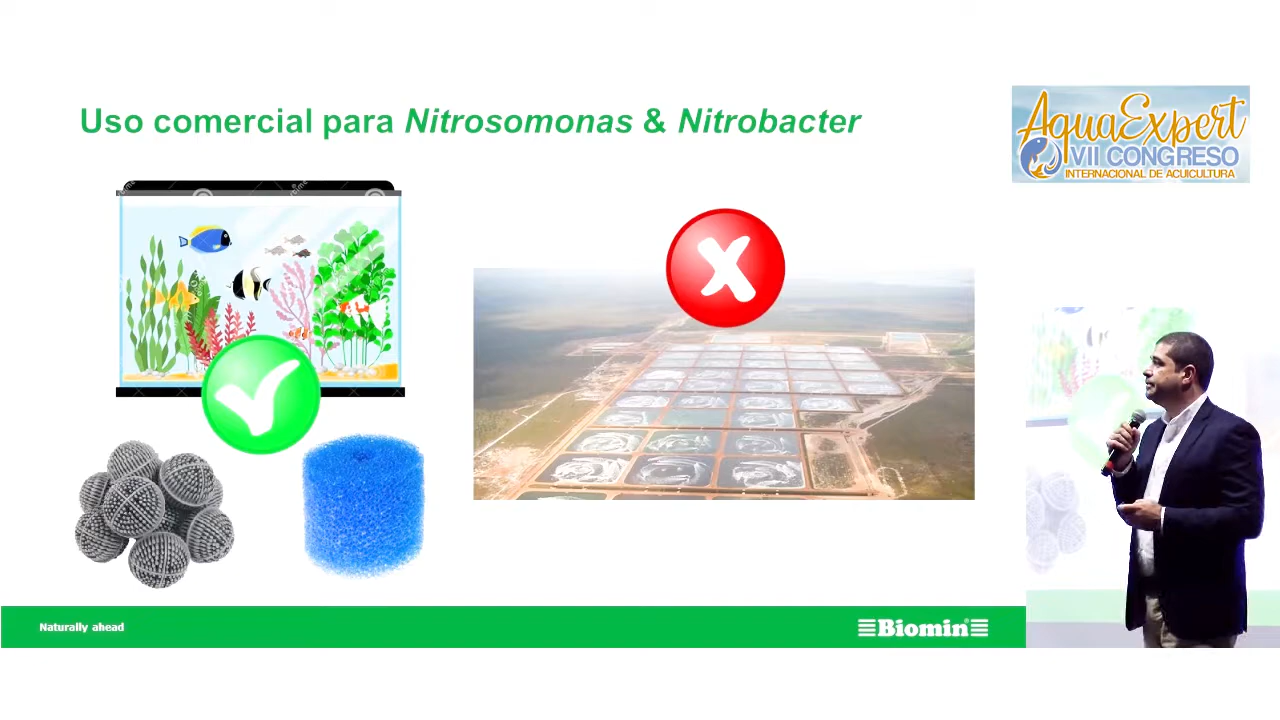 Uso comercial para Nitrosomonas & Nitrobacter
AquaExpert
VII CONGRESO
INTERNACIONAL DE ACUICULTURA
Naturally ahead
Biomin